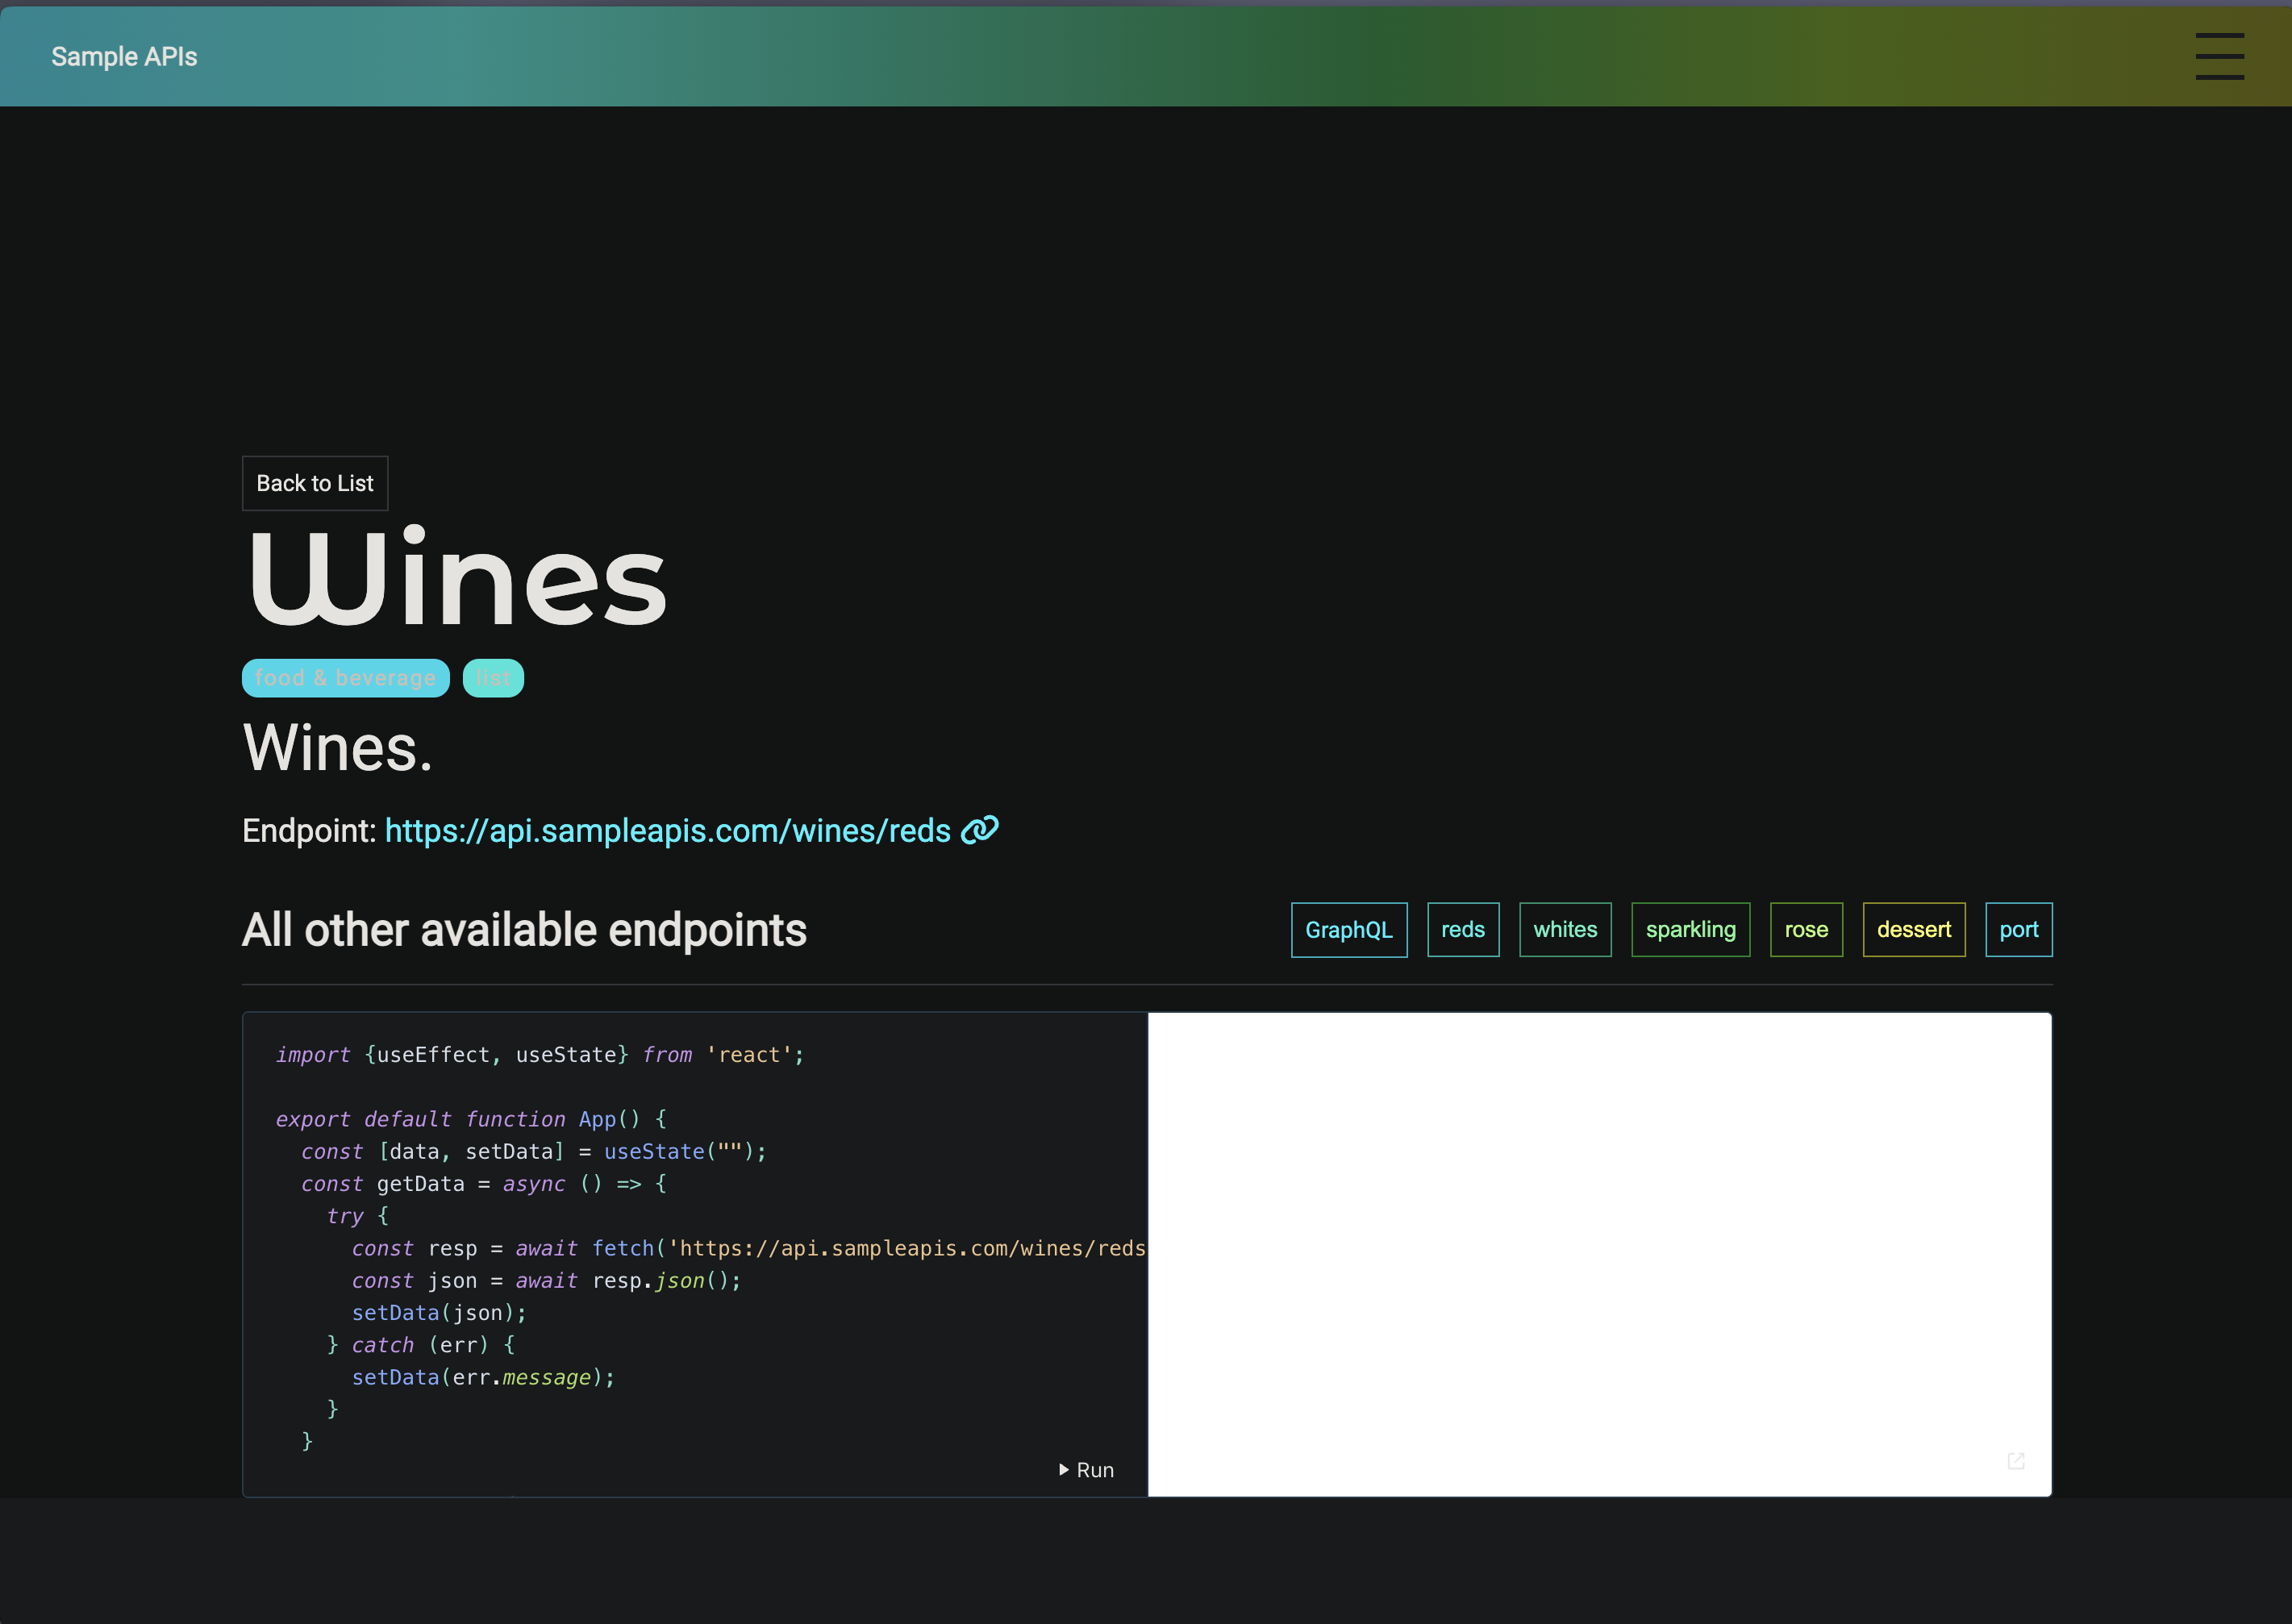 Sample APIs
Back to List
Wines
food & beverage list
Wines.
Endpoint: https://api.sampleapis.com/wines/reds
All other available endpoints
GraphQL reds whites sparkling rose dessert port
import {useEffect, useState} from 'react';
export default function App() {
const [data, setData] = useState("");
const getData = async () => {
try {
const resp = await fetch('https://api.sampleapis.com/wines/reds
const json = await resp.json();
setData(json);
} catch (err) {
setData(err.message);
}
}
Run